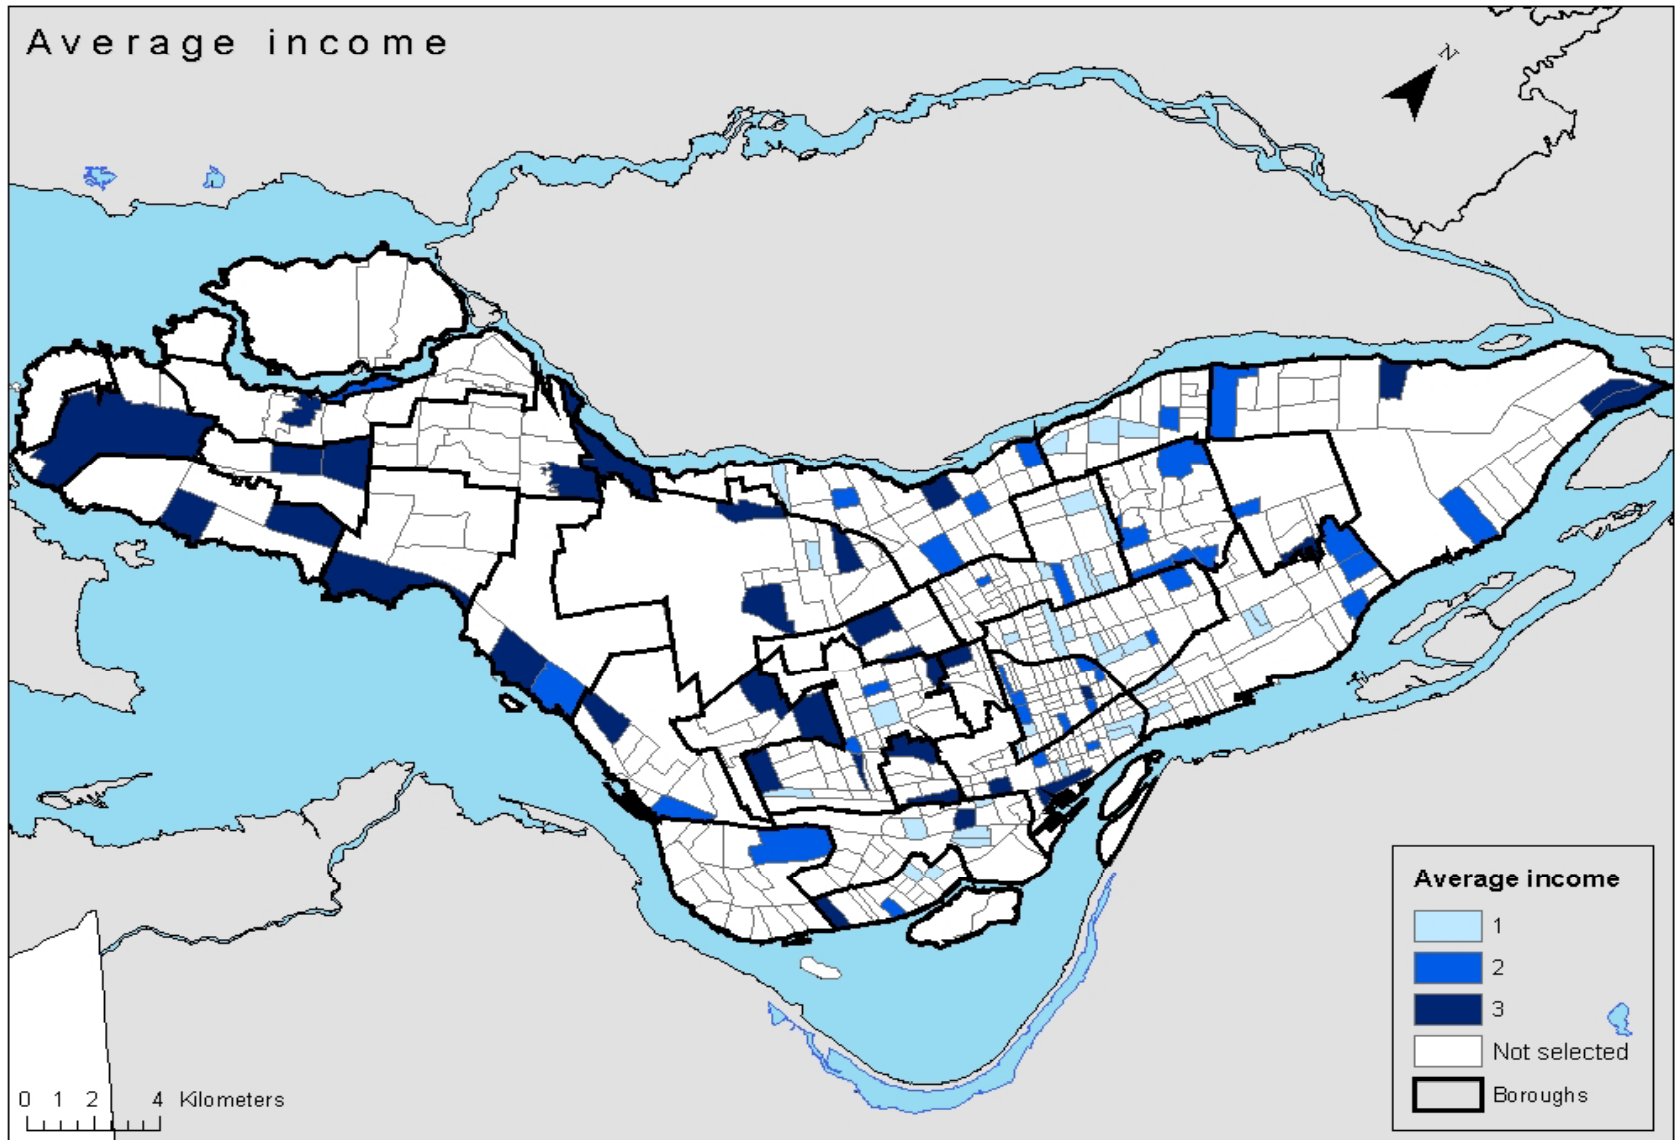 Average income
N
Average income
1
2
3
Not selected
Boroughs
0 1 2 4 Kilometers